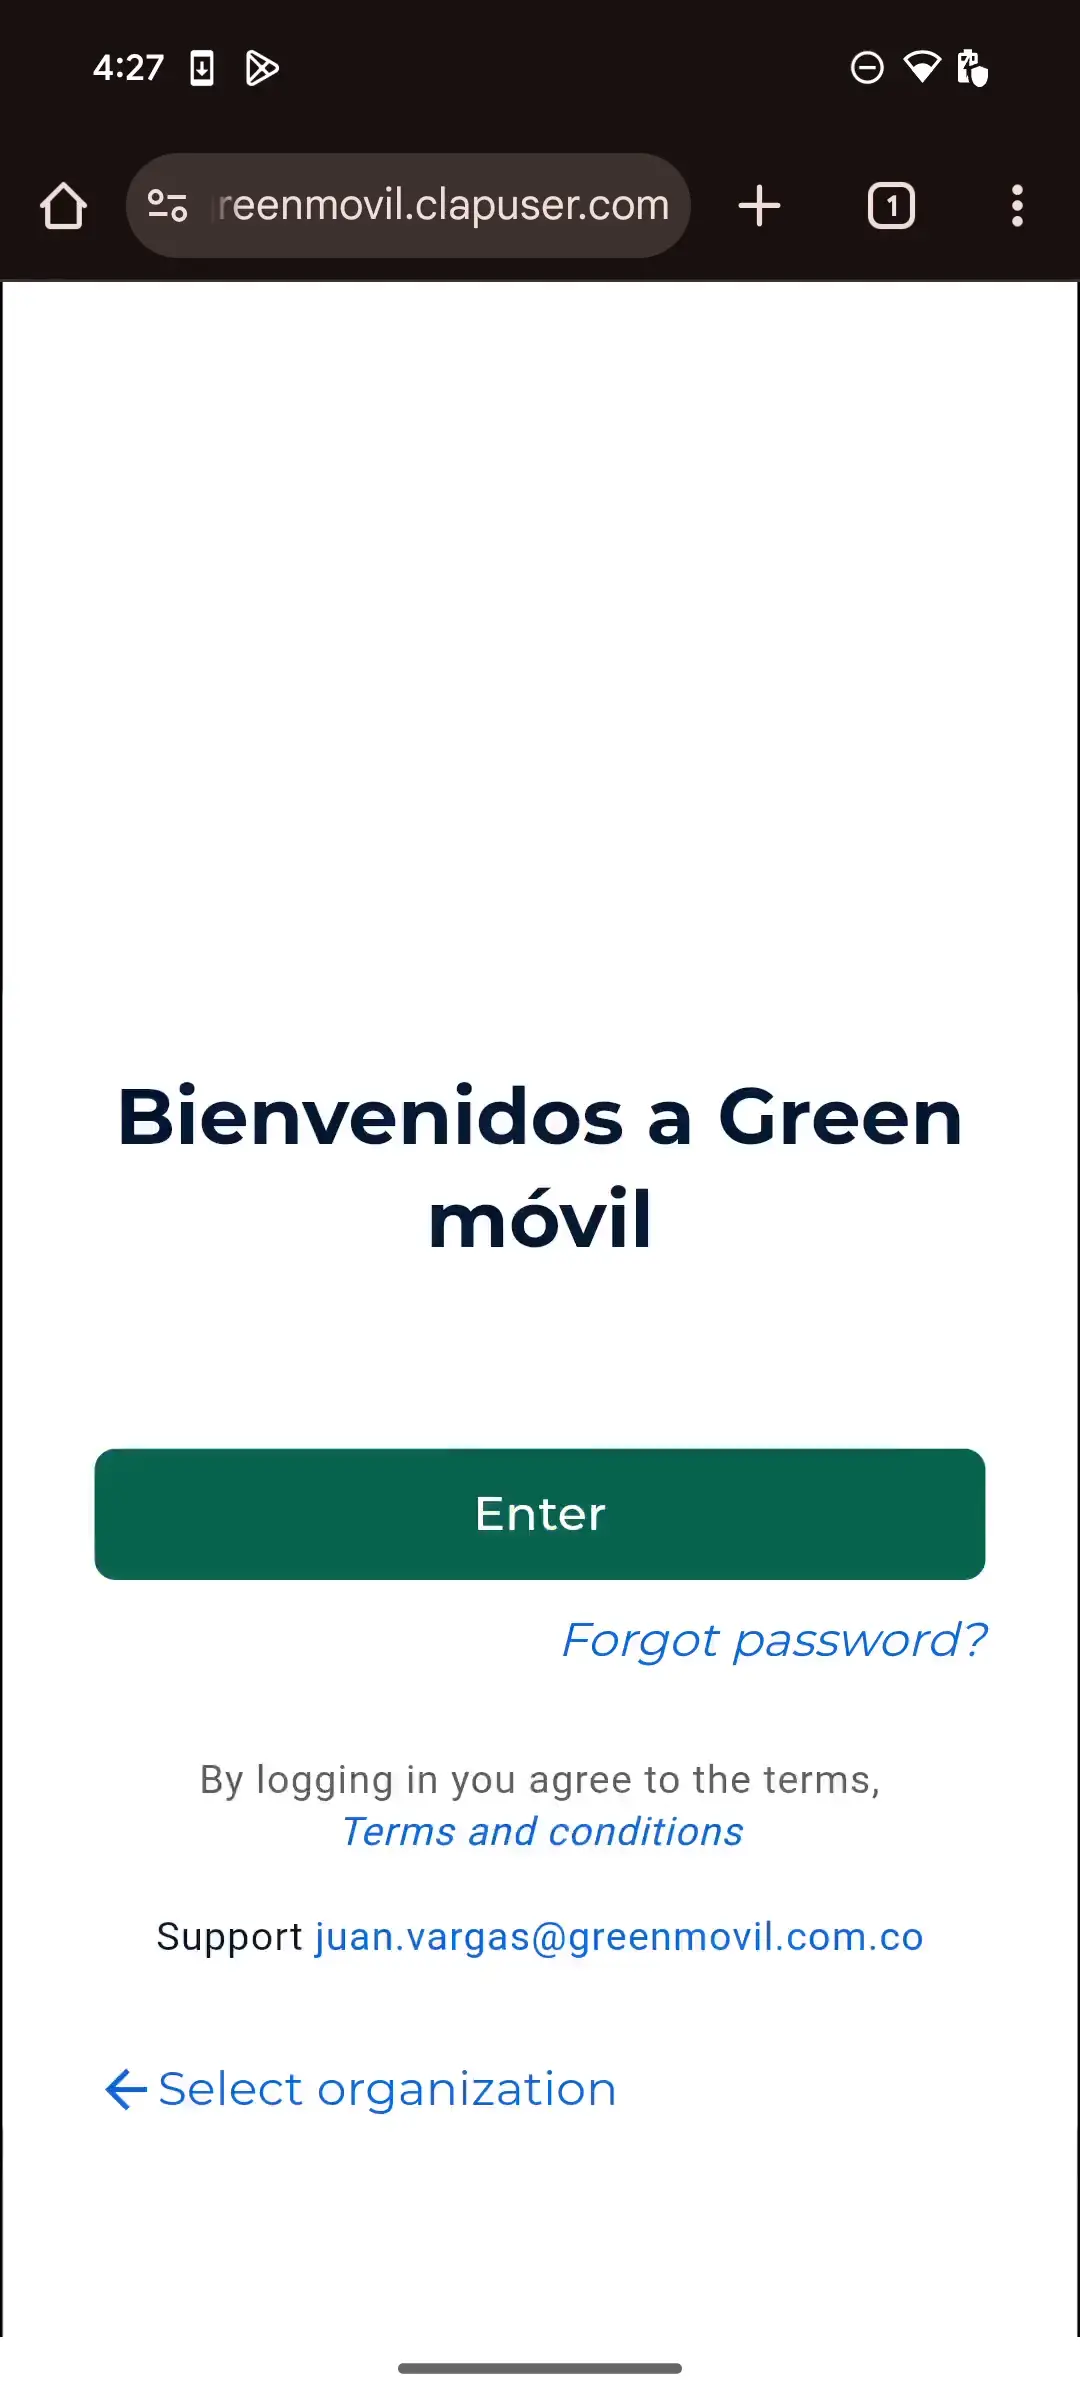 4:27
reenmovil.clapuser.com
1
Bienvenidos a Green
móvil
Enter
Forgot password?
By logging in you agree to the terms,
Terms and conditions
Support juan.vargas@greenmovil.com.co
Select organization